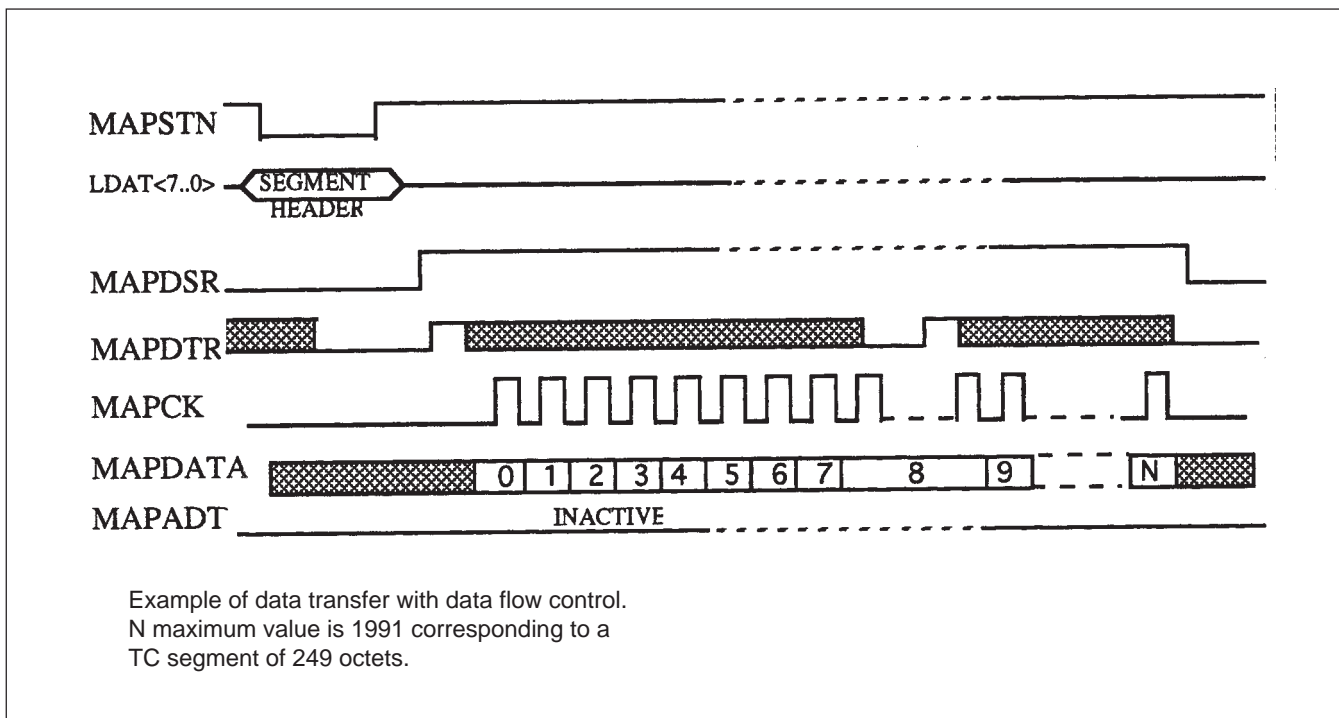 MAPSTN
LDAT<7..0>
SEGMENT
HEADER
MAPDSR
MAPDTR
MAPCK
MAPDATA
0 1 2 3 4 5 6 7 8 9 N
MAPADT
INACTIVE
Example of data transfer with data flow control.
N maximum value is 1991 corresponding to a
TC segment of 249 octets.